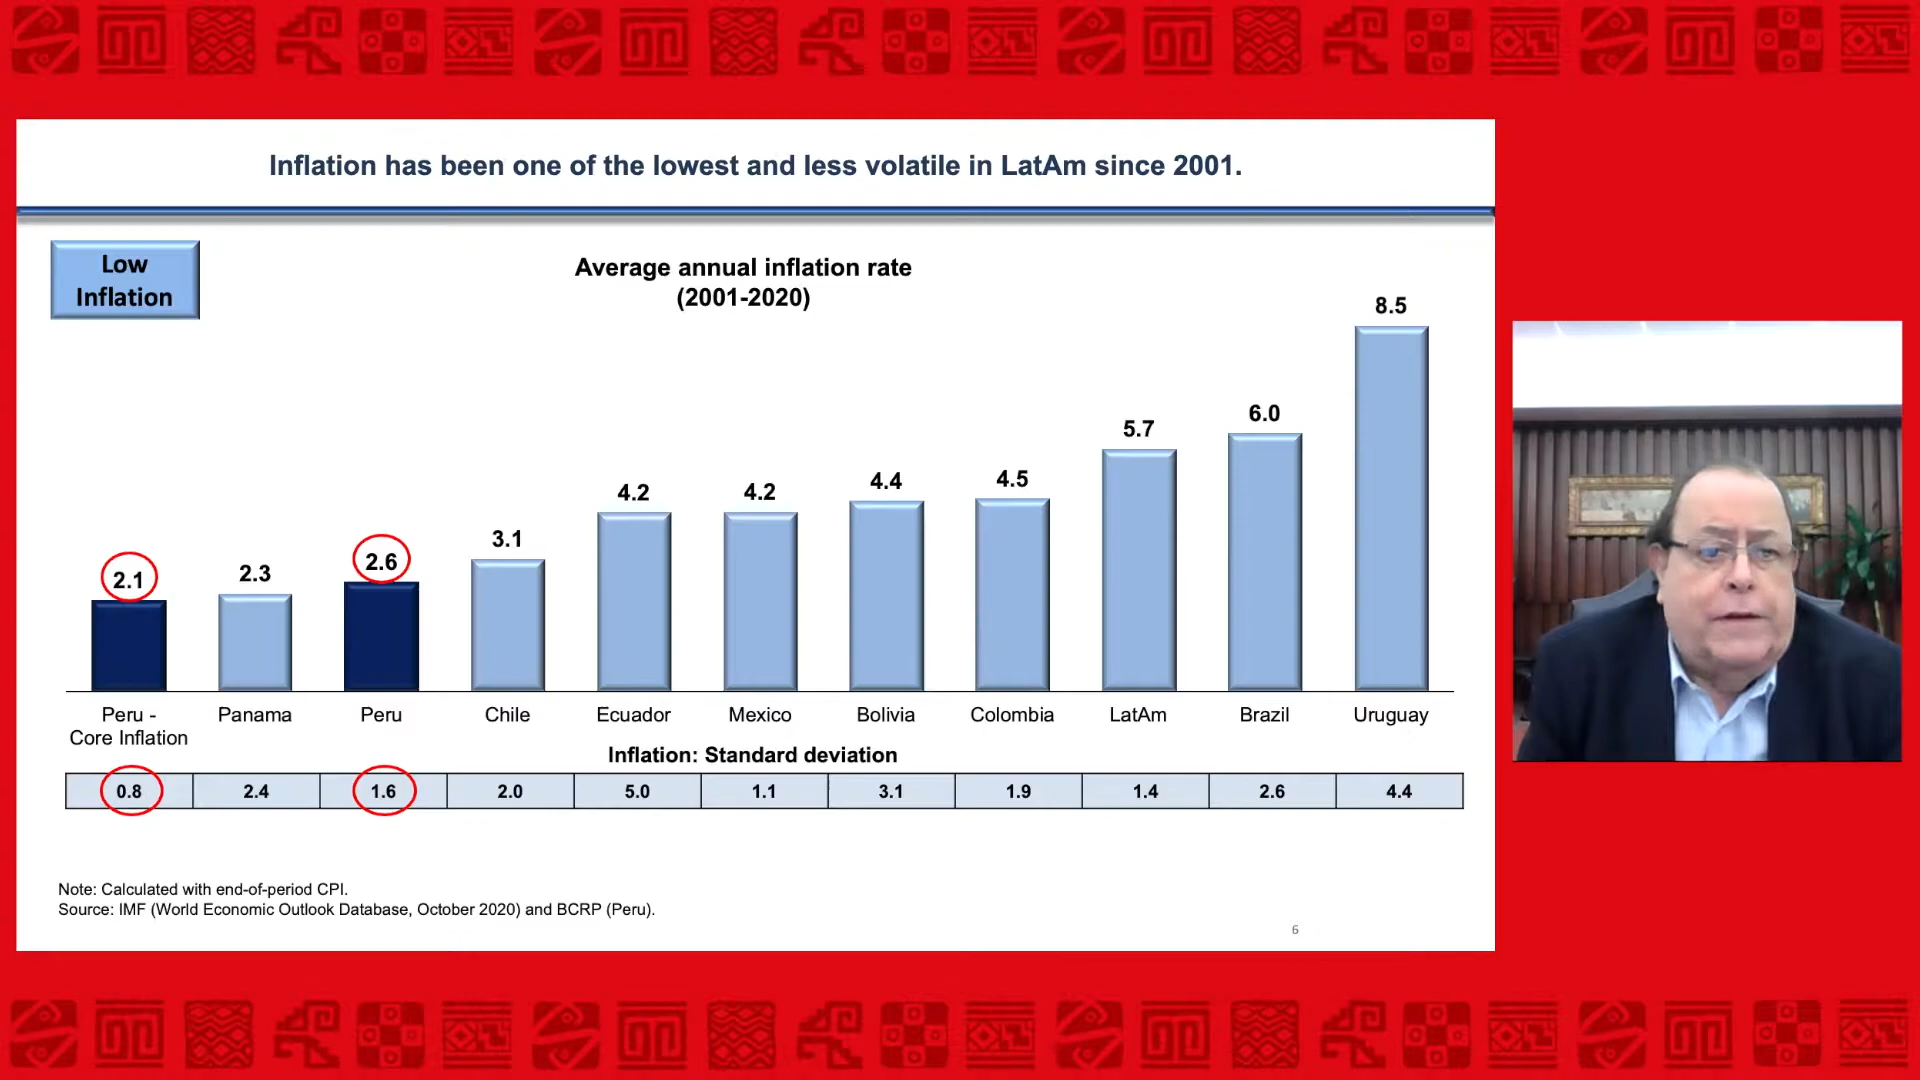 Inflation has been one of the lowest and less volatile in LatAm since 2001.
Low
Inflation
Average annual inflation rate
(2001-2020)
2.1
2.3
2.6
3.1
4.2
4.2
4.4
4.5
5.7
6.0
8.5
Peru -
Core Inflation
Panama
Peru
Chile
Ecuador
Mexico
Bolivia
Colombia
LatAm
Brazil
Uruguay
Inflation: Standard deviation
0.8 2.4 1.6 2.0 5.0 1.1 3.1 1.9 1.4 2.6 4.4
Note: Calculated with end-of-period CPI.
Source: IMF (World Economic Outlook Database, October 2020) and BCRP (Peru).
6